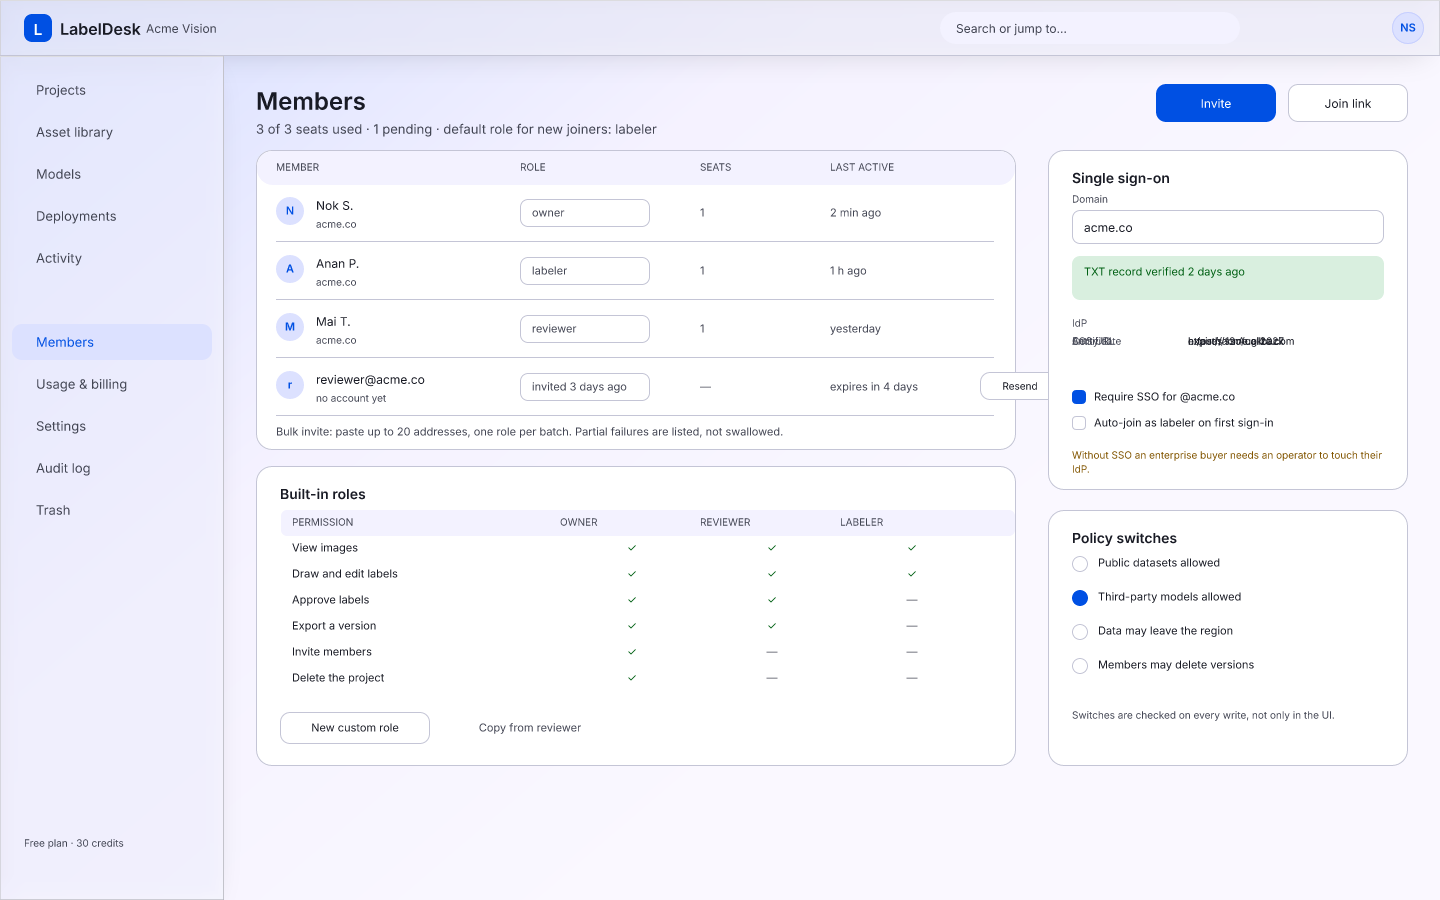 L LabelDesk Acme Vision
Search or jump to...
NS
Projects
Asset library
Models
Deployments
Activity
Members
Usage & billing
Settings
Audit log
Trash
Free plan · 30 credits
Members
3 of 3 seats used · 1 pending · default role for new joiners: labeler
Invite
Join link
MEMBER ROLE SEATS LAST ACTIVE
N Nok S. owner 1 2 min ago
acme.co
A Anan P. labeler 1 1 h ago
acme.co
M Mai T. reviewer 1 yesterday
acme.co
r reviewer@acme.co invited 3 days ago — expires in 4 days Resend
no account yet
Bulk invite: paste up to 20 addresses, one role per batch. Partial failures are listed, not swallowed.
Built-in roles
PERMISSION OWNER REVIEWER LABELER
View images ✓ ✓ ✓
Draw and edit labels ✓ ✓ ✓
Approve labels ✓ ✓ —
Export a version ✓ ✓ —
Invite members ✓ — —
Delete the project ✓ — —
New custom role
Copy from reviewer
Single sign-on
Domain
acme.co
TXT record verified 2 days ago
IdP
Require SSO for @acme.co
Auto-join as labeler on first sign-in
Without SSO an enterprise buyer needs an operator to touch their
IdP.
Policy switches
Public datasets allowed
Third-party models allowed
Data may leave the region
Members may delete versions
Switches are checked on every write, not only in the UI.